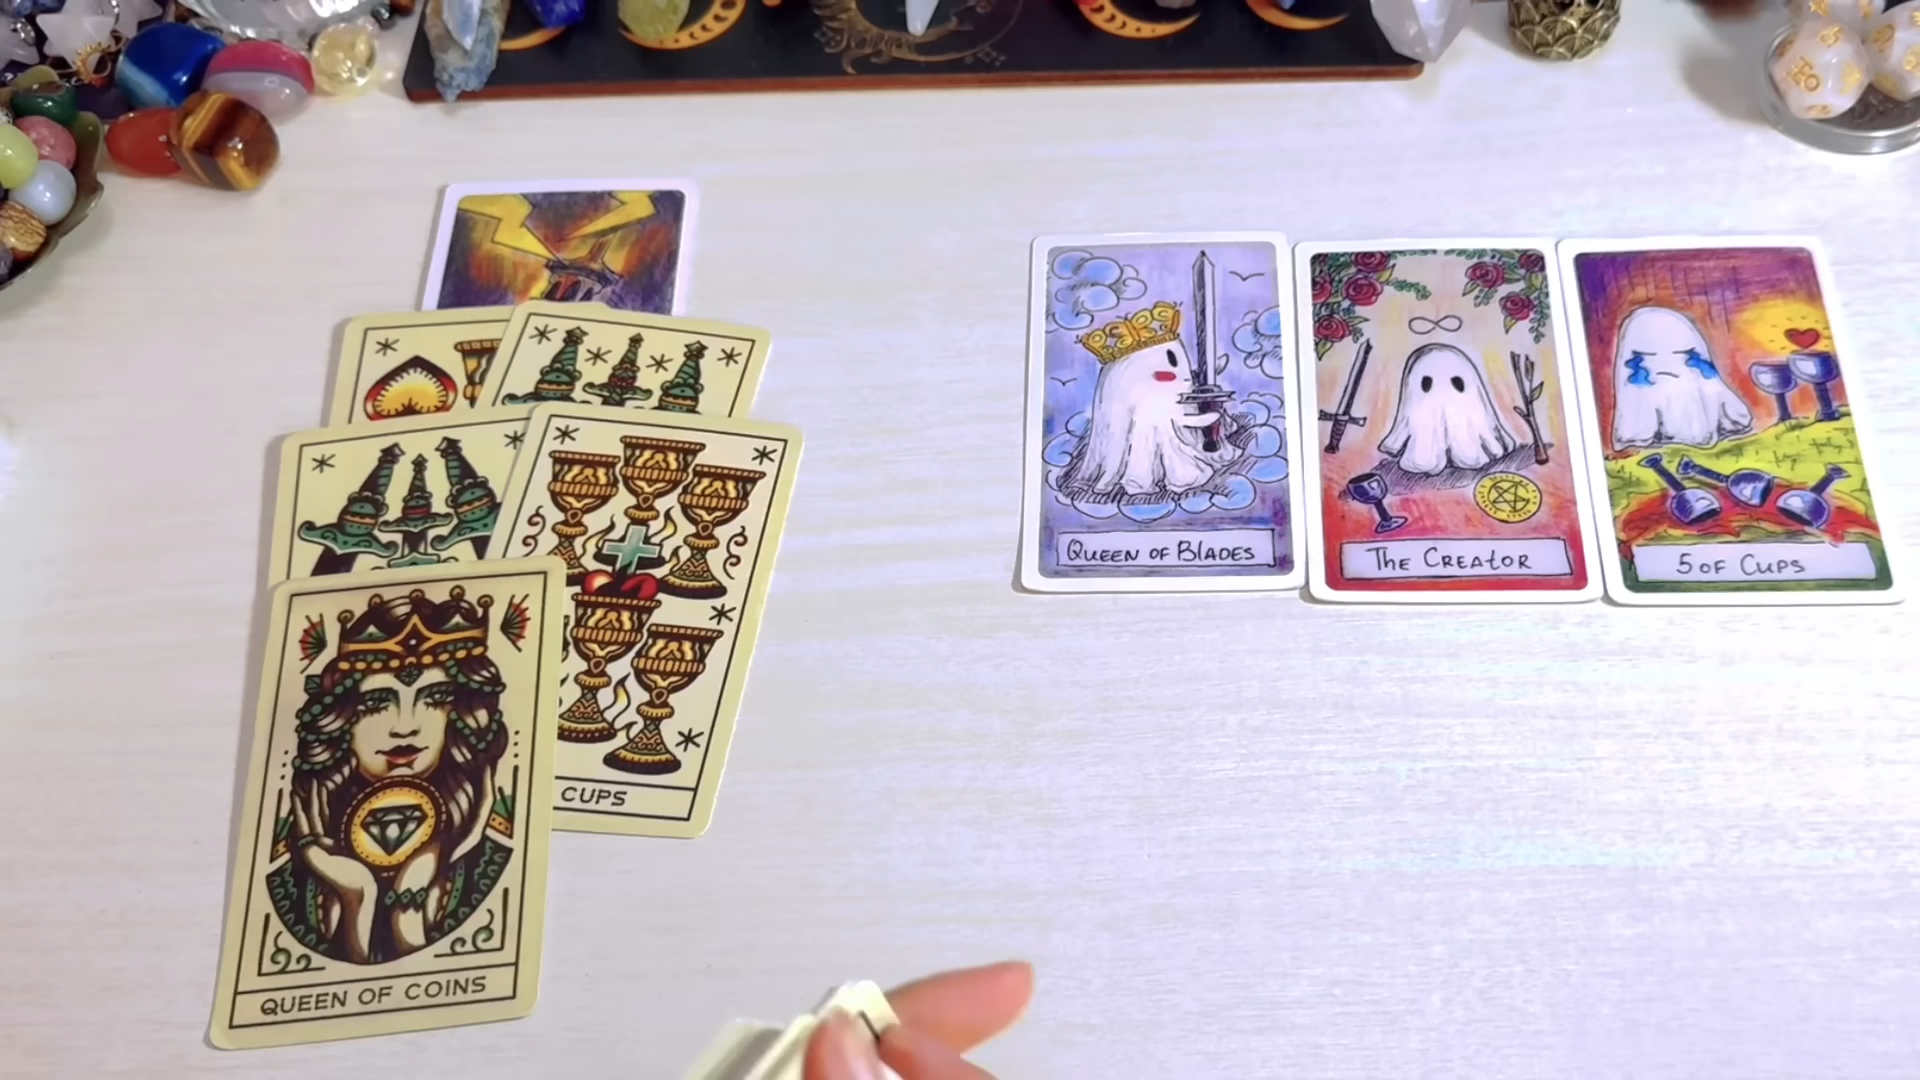 QUEEN OF BLADES
THE CREATOR
5 OF CUPS
CUPS
QUEEN OF COINS